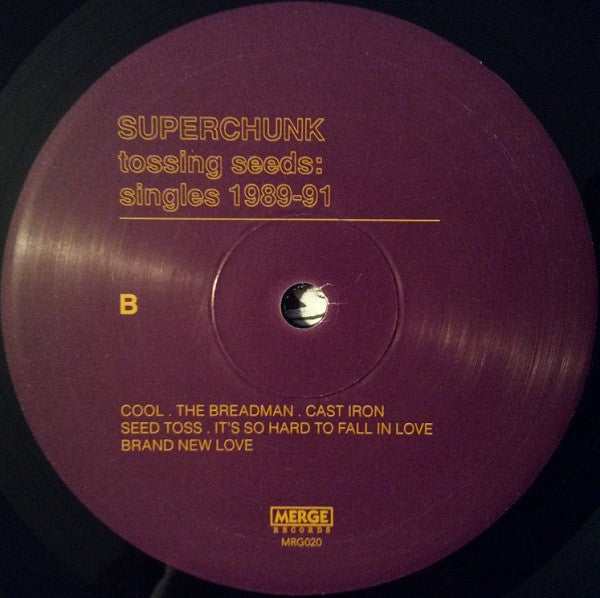 SUPERCHUNK
tossing seeds:
singles 1989-91
B
COOL . THE BREADMAN . CAST IRON
SEED TOSS . IT'S SO HARD TO FALL IN LOVE
BRAND NEW LOVE
MERGE
RECORDS
MRG020